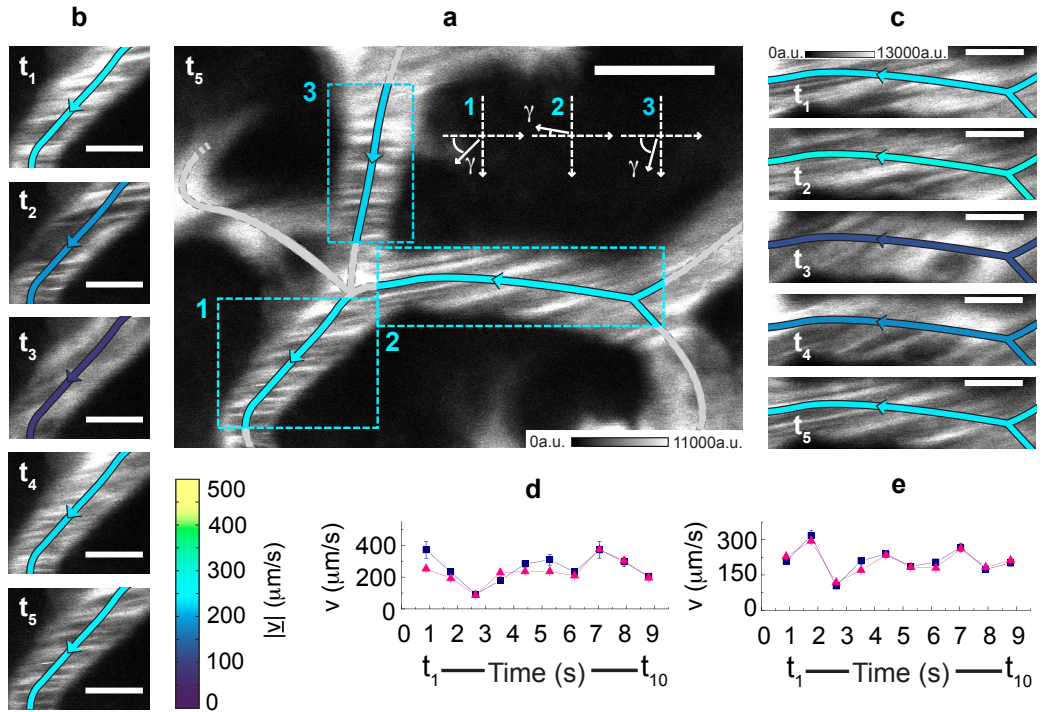 b
a
c
t1
t2
t3
t4
t5
t5
3
1
2
1
2
3
γ
γ
γ
0a.u. 11000a.u.
0a.u. 13000a.u.
t1
t2
t3
t4
t5
500
400
300
200
100
0
|v| (μm/s)
d
v (μm/s)
400
200
0
0 1 2 3 4 5 6 7 8 9
t1 Time (s) t10
e
v (μm/s)
300
150
0
0 1 2 3 4 5 6 7 8 9
t1 Time (s) t10